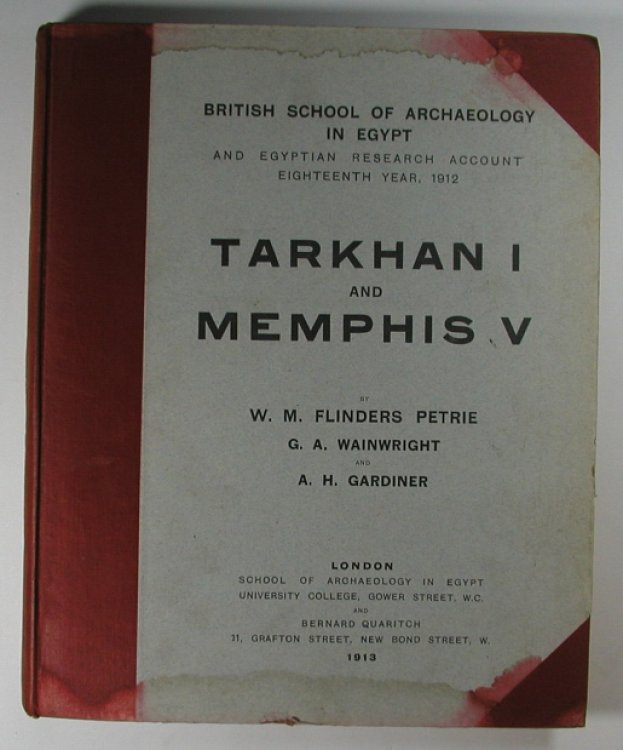 BRITISH SCHOOL OF ARCHAEOLOGY
IN EGYPT
AND EGYPTIAN RESEARCH ACCOUNT
EIGHTEENTH YEAR, 1912
TARKHAN I
AND
MEMPHIS V
BY
W. M. FLINDERS PETRIE
G. A. WAINWRIGHT
AND
A. H. GARDINER
LONDON
SCHOOL OF ARCHAEOLOGY IN EGYPT
UNIVERSITY COLLEGE, GOWER STREET, W.C.
AND
BERNARD QUARITCH
11, GRAFTON STREET, NEW BOND STREET, W.
1913